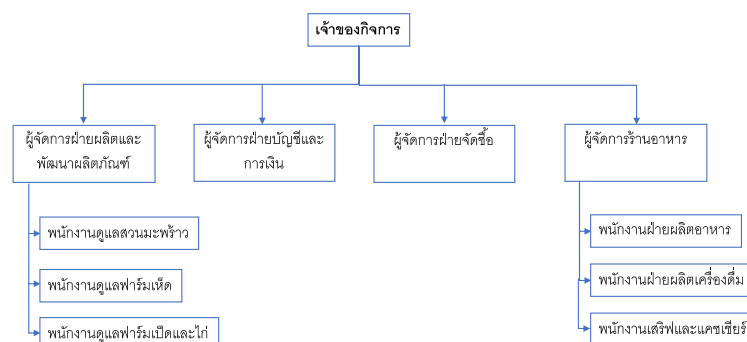 เจ้าของกิจการ
ผู้จัดการฝ่ายผลิตและ
พัฒนาผลิตภัณฑ์
ผู้จัดการฝ่ายบัญชีและ
การเงิน
ผู้จัดการฝ่ายจัดซื้อ
ผู้จัดการร้านอาหาร
พนักงานดูแลสวนมะพร้าว
พนักงานดูแลฟาร์มเห็ด
พนักงานดูแลฟาร์มเป็ดและไก่
พนักงานฝ่ายผลิตอาหาร
พนักงานฝ่ายผลิตเครื่องดื่ม
พนักงานเสริฟและแคชเชียร์